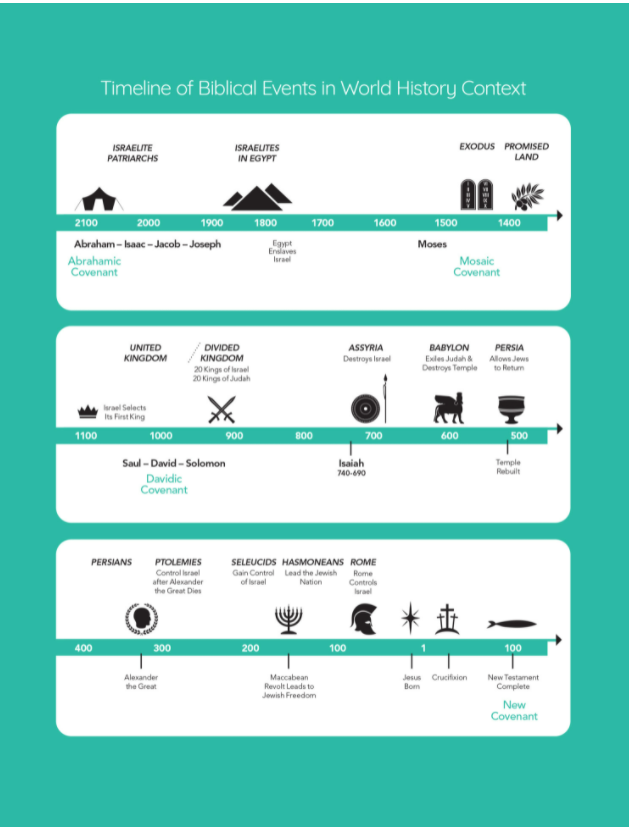 Timeline of Biblical Events in World History Context
ISRAELITE
PATRIARCHS
ISRAELITES
IN EGYPT
EXODUS
PROMISED
LAND
2100 2000 1900 1800 1700 1600 1500 1400
Abraham – Isaac – Jacob – Joseph
Abrahamic
Covenant
Egypt
Enslaves
Israel
Moses
Mosaic
Covenant
UNITED
KINGDOM
DIVIDED
KINGDOM
20 Kings of Israel
20 Kings of Judah
ASSYRIA
Destroys Israel
BABYLON
Exiles Judah &
Destroys Temple
PERSIA
Allows Jews
to Return
Israel Selects
Its First King
1100 1000 900 800 700 600 500
Saul – David – Solomon
Davidic
Covenant
Isaiah
740-690
Temple
Rebuilt
PERSIANS
PTOLEMIES
Control Israel
after Alexander
the Great Dies
SELEUCIDS
Gain Control
of Israel
HASMONEANS
Lead the Jewish
Nation
ROME
Rome
Controls
Israel
400 300 200 100 1 100
Alexander
the Great
Maccabean
Revolt Leads to
Jewish Freedom
Jesus
Born
Crucifixion
New Testament
Complete
New
Covenant